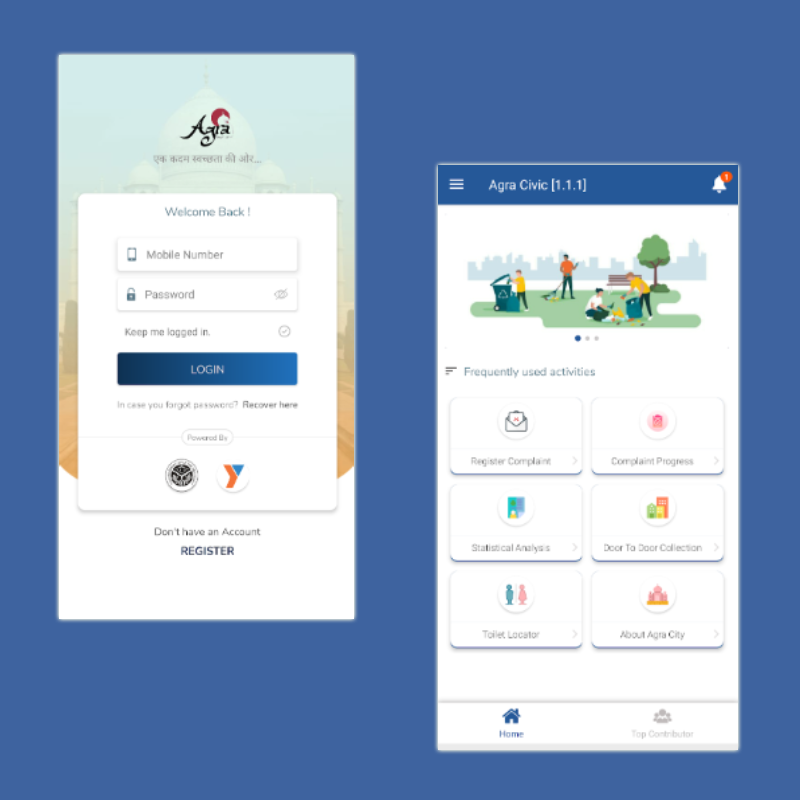 Agra
एक कदम स्वच्छता की ओर...
Welcome Back !
Mobile Number
Password
Keep me logged in.
LOGIN
In case you forgot password? Recover here
Powered By
Don't have an Account
REGISTER
Agra Civic [1.1.1]
1
Frequently used activities
Register Complaint
Complaint Progress
Statistical Analysis
Door To Door Collection
Toilet Locator
About Agra City
Home
Top Contributor